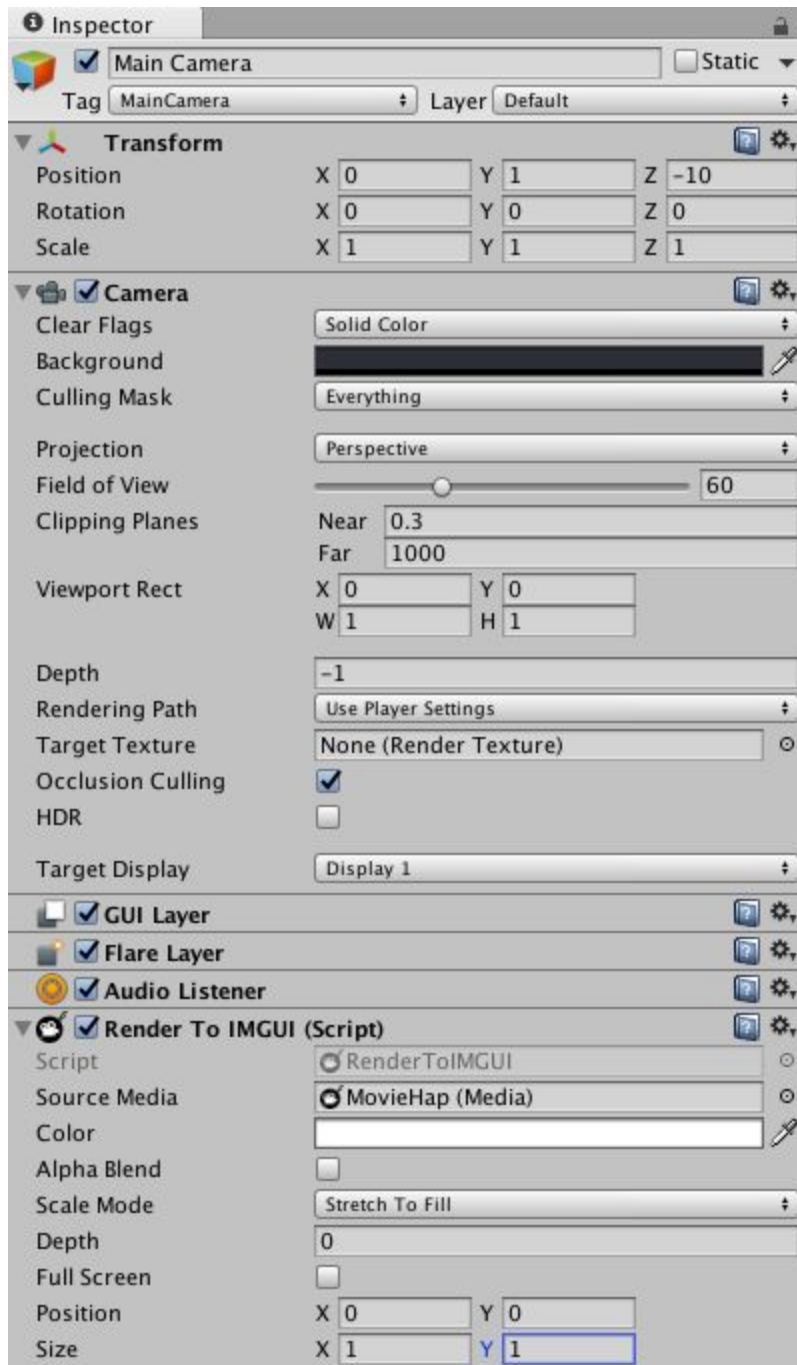 Inspector
Main Camera Static
Tag MainCamera Layer Default
Transform
Position X 0 Y 1 Z -10
Rotation X 0 Y 0 Z 0
Scale X 1 Y 1 Z 1
Camera
Clear Flags Solid Color
Background
Culling Mask Everything
Projection Perspective
Field of View 60
Clipping Planes Near 0.3
Far 1000
Viewport Rect X 0 Y 0
W 1 H 1
Depth -1
Rendering Path Use Player Settings
Target Texture None (Render Texture)
Occlusion Culling
HDR
Target Display Display 1
GUI Layer
Flare Layer
Audio Listener
Render To IMGUI (Script)
Script RenderToIMGUI
Source Media MovieHap (Media)
Color
Alpha Blend
Scale Mode Stretch To Fill
Depth 0
Full Screen
Position X 0 Y 0
Size X 1 Y 1